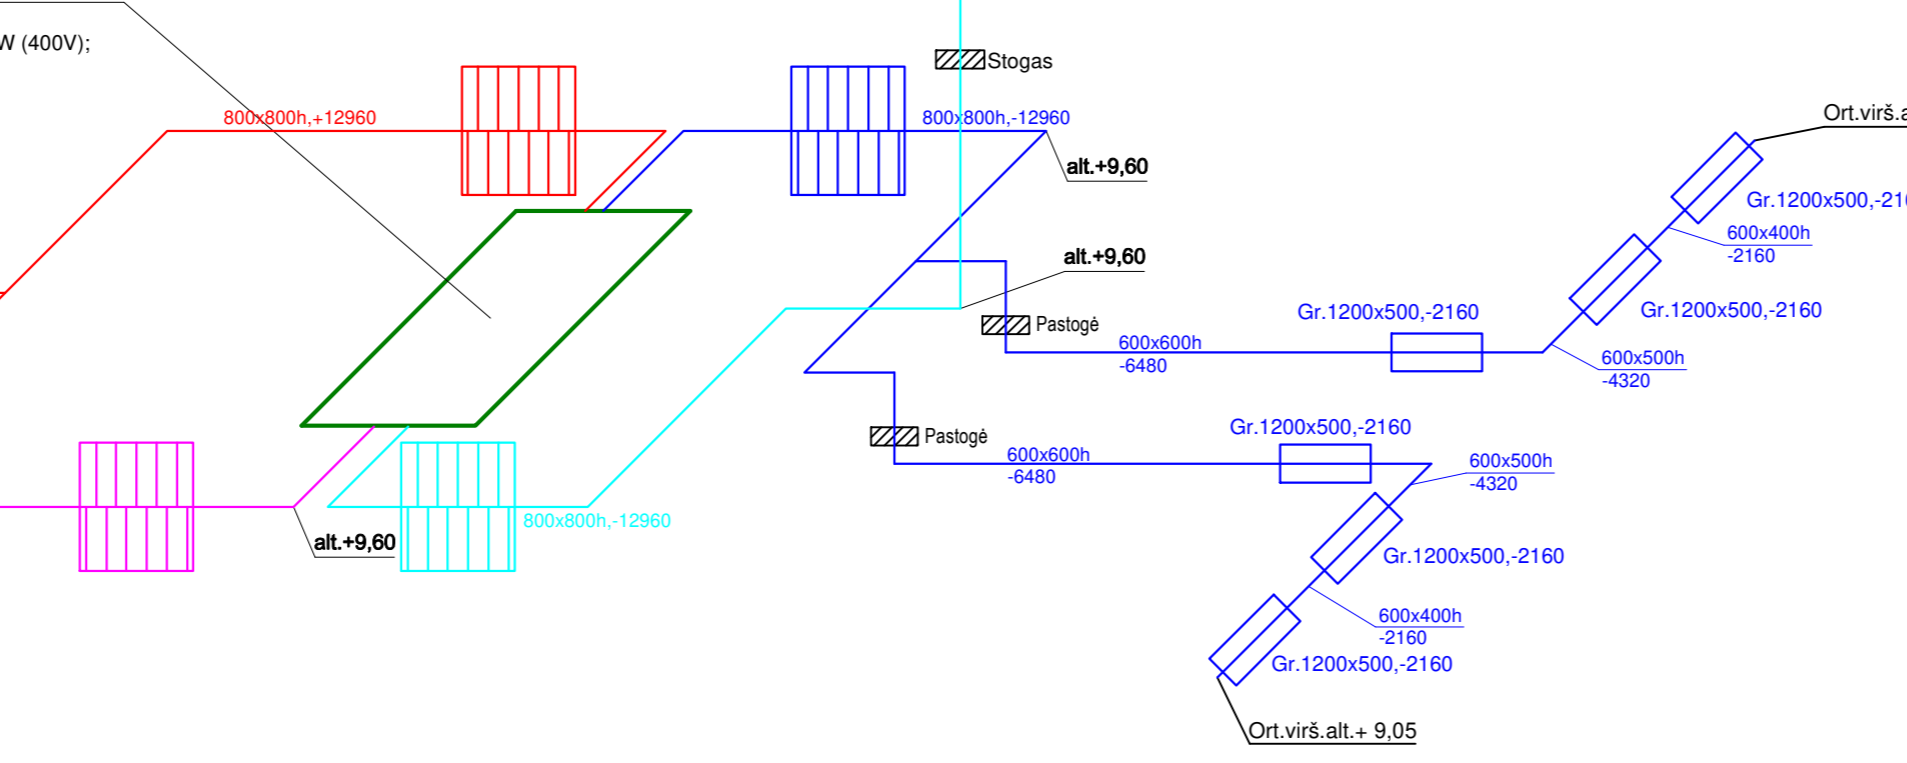 W (400V);
Stogas
800x800h,+12960
800x800h,-12960
Ort.virš.a
alt.+9,60
Gr.1200x500,-216
600x400h
-2160
alt.+9,60
Gr.1200x500,-2160
Gr.1200x500,-2160
Pastogė
600x600h
-6480
600x500h
-4320
Gr.1200x500,-2160
Pastogė
600x600h
-6480
600x500h
-4320
800x800h,-12960
alt.+9,60
Gr.1200x500,-2160
600x400h
-2160
Gr.1200x500,-2160
Ort.virš.alt.+ 9,05